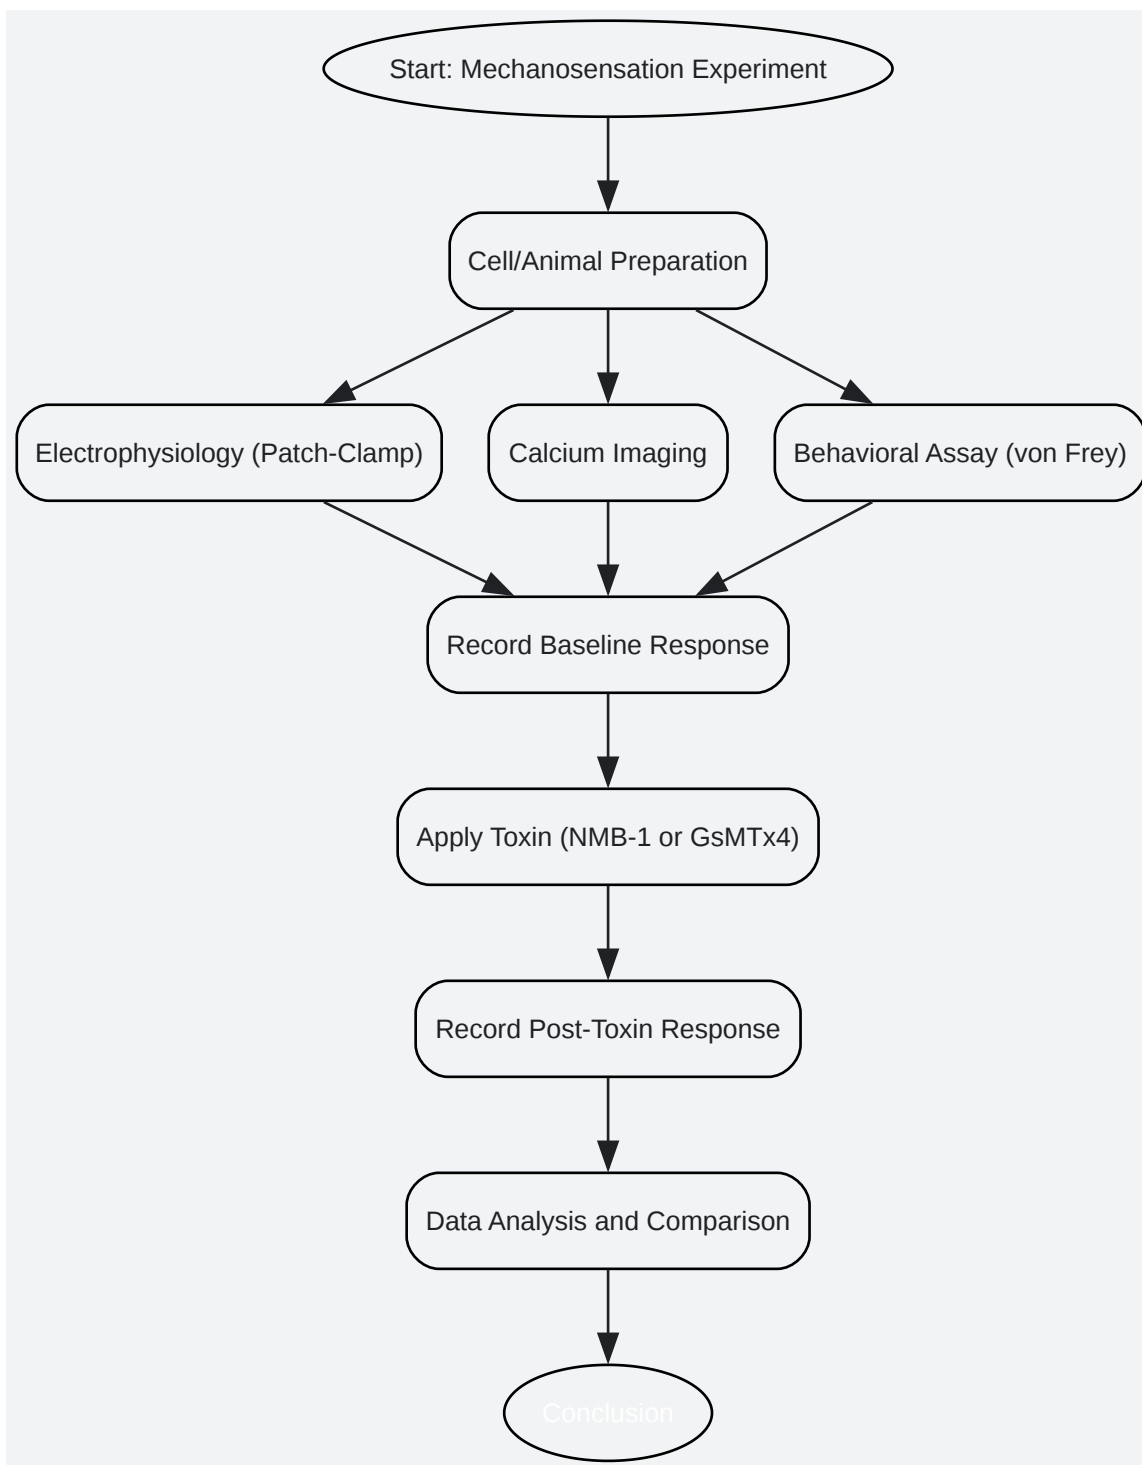 Start: Mechanosensation Experiment
Cell/Animal Preparation
Electrophysiology (Patch-Clamp)
Calcium Imaging
Behavioral Assay (von Frey)
Record Baseline Response
Apply Toxin (NMB-1 or GsMTx4)
Record Post-Toxin Response
Data Analysis and Comparison
Conclusion